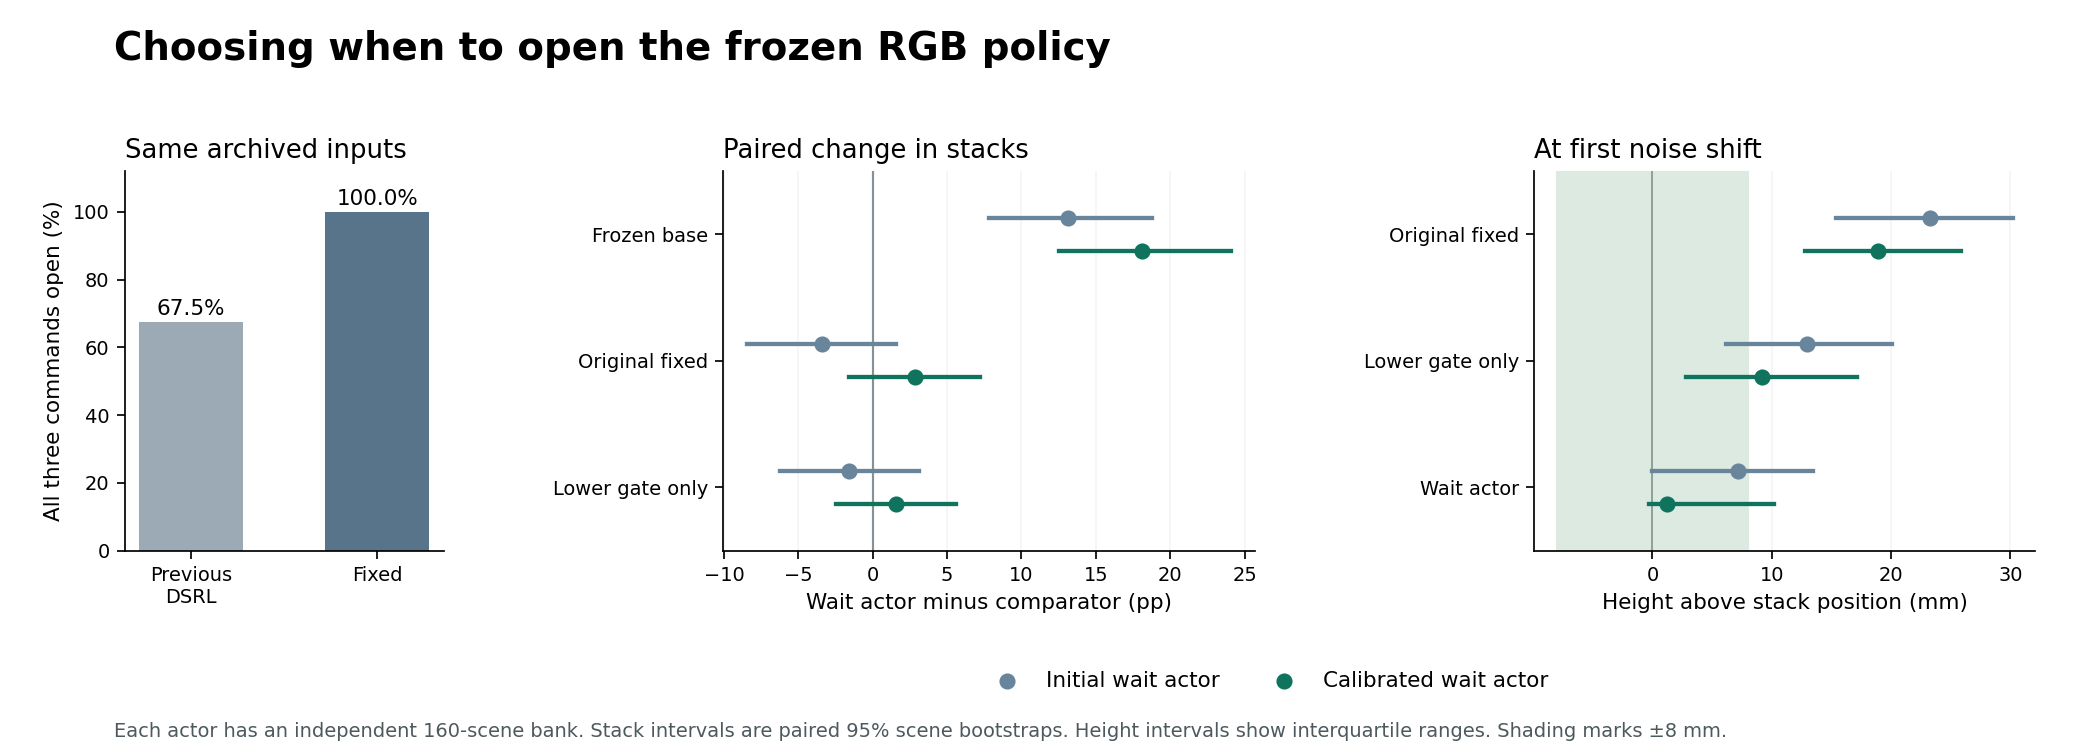 Choosing when to open the frozen RGB policy
Same archived inputs
All three commands open (%)
100
80
60
40
20
0
67.5%
100.0%
Previous
DSRL
Fixed
Paired change in stacks
Frozen base
Original fixed
Lower gate only
−10
−5
0
5
10
15
20
25
Wait actor minus comparator (pp)
At first noise shift
Original fixed
Lower gate only
Wait actor
0
10
20
30
Height above stack position (mm)
Initial wait actor
Calibrated wait actor
Each actor has an independent 160-scene bank. Stack intervals are paired 95% scene bootstraps. Height intervals show interquartile ranges. Shading marks ±8 mm.